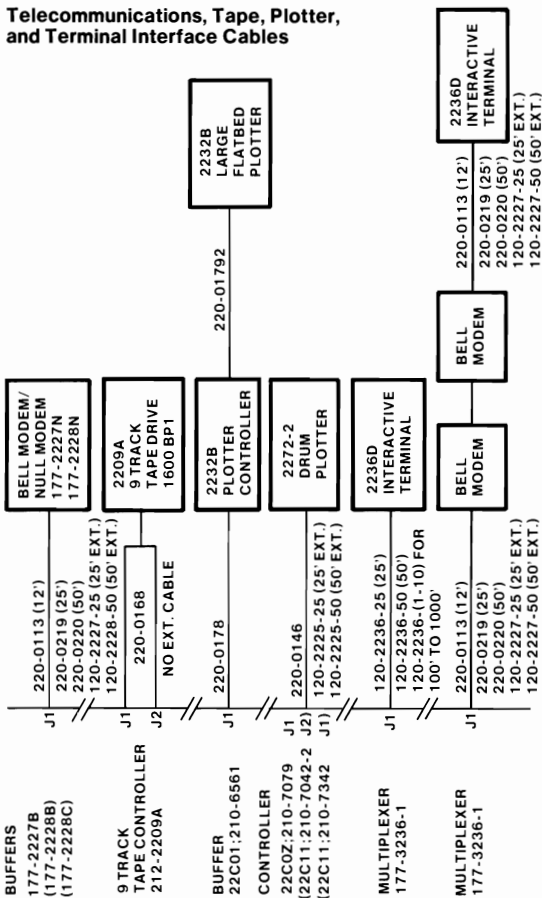 Telecommunications, Tape, Plotter,
and Terminal Interface Cables
BUFFERS
177-2227B
(177-2228B)
(177-2228C)
J1
220-0113 (12')
220-0219 (25')
220-0220 (50')
120-2227-25 (25' EXT.)
120-2228-50 (50' EXT.)
BELL MODEM/
NULL MODEM
177-2227N
177-2228N
9 TRACK
TAPE CONTROLLER
212-2209A
J1
J2
220-0168
NO EXT. CABLE
2209A
9 TRACK
TAPE DRIVE
1600 BP1
BUFFER
22C01;210-6561
J1
220-0178
2232B
PLOTTER
CONTROLLER
220-01792
2232B
LARGE
FLATBED
PLOTTER
CONTROLLER
22C0Z;210-7079
(22C11;210-7042-2
(22C11;210-7342
J1
J2)
J1)
220-0146
120-2225-25 (25' EXT.)
120-2225-50 (50' EXT.)
2272-2
DRUM
PLOTTER
MULTIPLEXER
177-3236-1
J1
120-2236-25 (25')
120-2236-50 (50')
120-2236-(1-10) FOR
100' TO 1000'
2236D
INTERACTIVE
TERMINAL
MULTIPLEXER
177-3236-1
J1
220-0113 (12')
220-0219 (25')
220-0220 (50')
120-2227-25 (25' EXT.)
120-2227-50 (50' EXT.)
BELL
MODEM
BELL
MODEM
220-0113 (12')
220-0219 (25')
220-0220 (50')
120-2227-25 (25' EXT.)
120-2227-50 (50' EXT.)
2236D
INTERACTIVE
TERMINAL